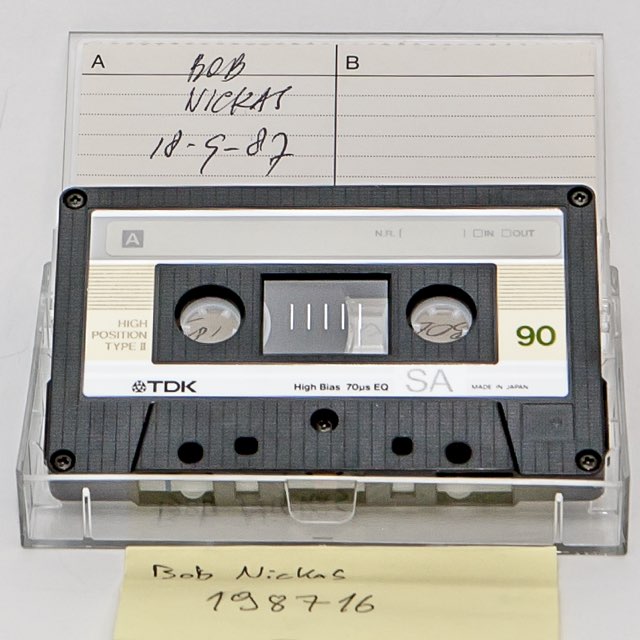 A
BOB
NICKAS
18-9-87
B
A
N.R. [ ] □IN □OUT
HIGH
POSITION
TYPE II
90
TDK
High Bias 70µs EQ
SA
MADE IN JAPAN
Bob Nickas
1987-16